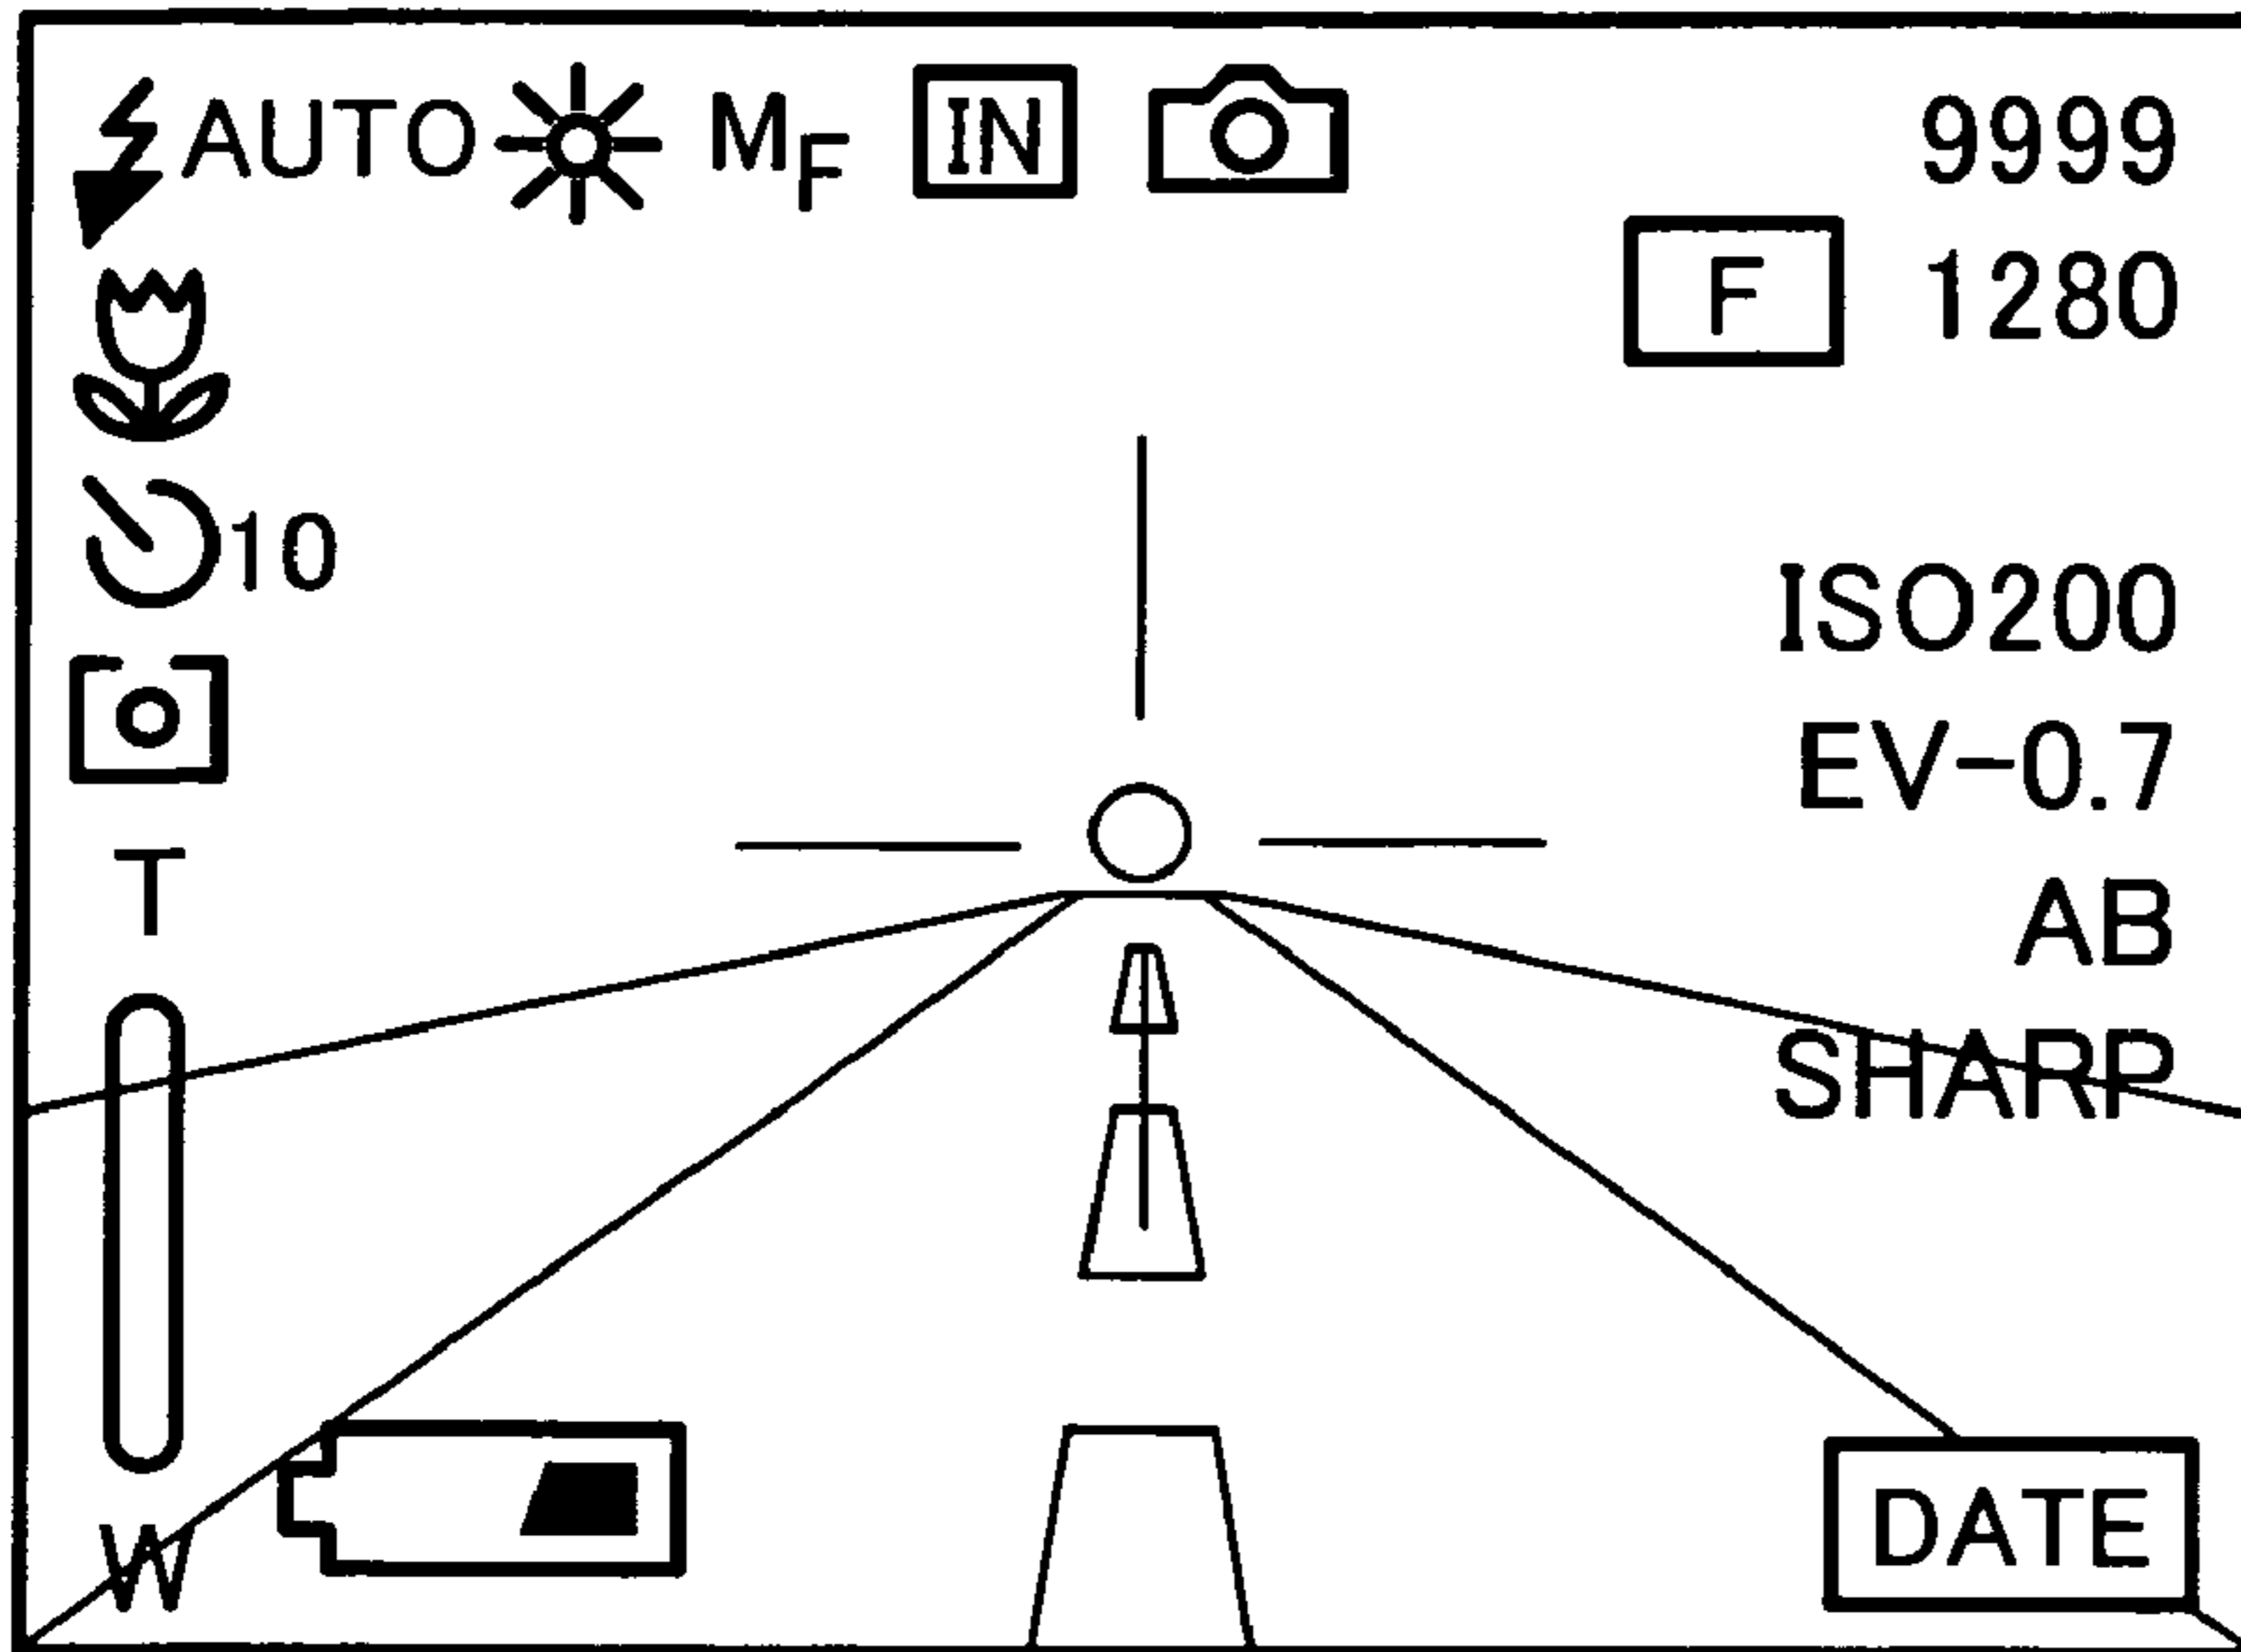 AUTO MF IN 9999
F 1280
10
ISO200
EV-0.7
T
AB
SHARP
W
DATE